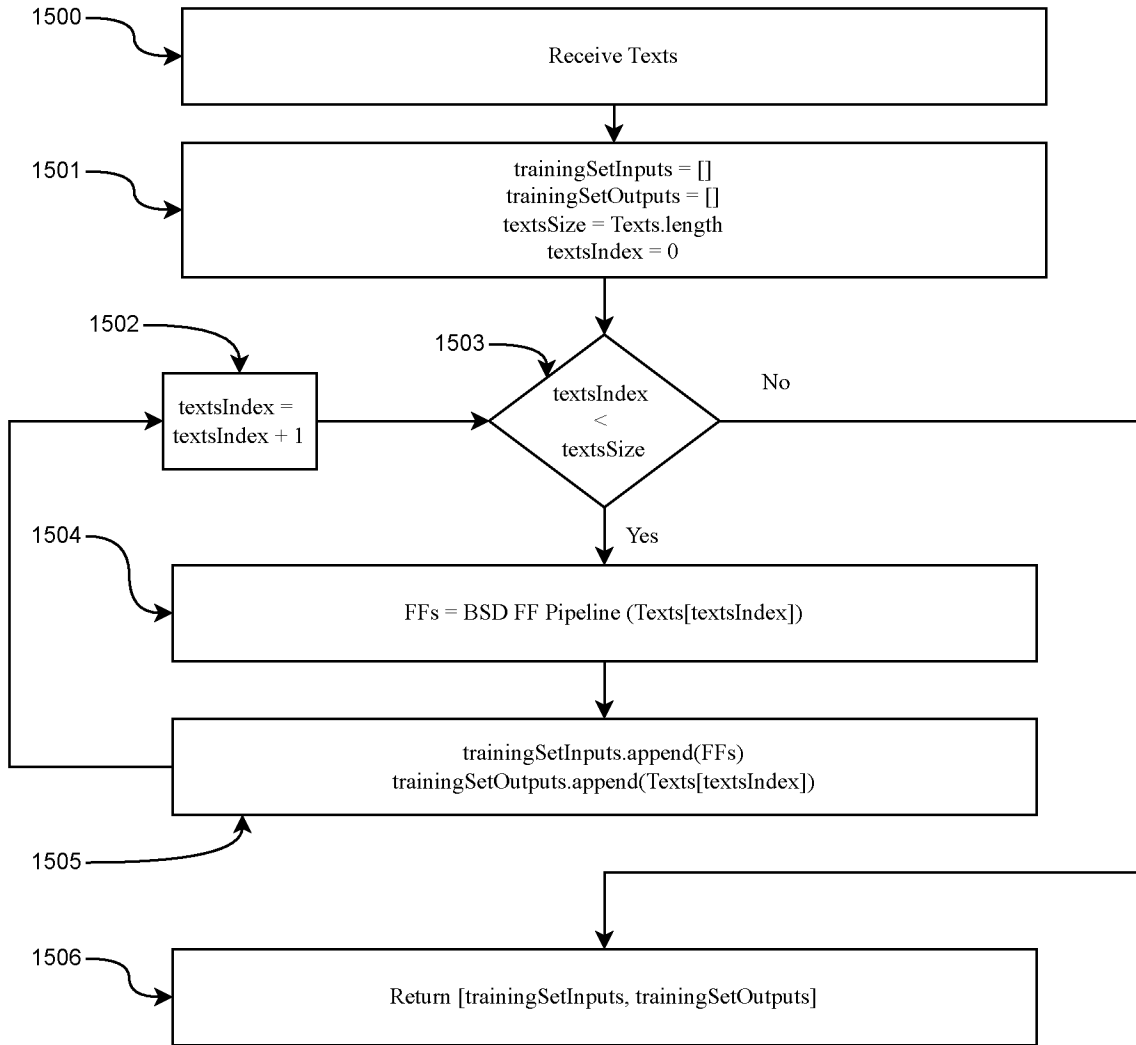 1500
Receive Texts
1501
trainingSetInputs = []
trainingSetOutputs = []
textsSize = Texts.length
textsIndex = 0
1502
textsIndex =
textsIndex + 1
1503
textsIndex
<
textsSize
No
Yes
1504
FFs = BSD FF Pipeline (Texts[textsIndex])
trainingSetInputs.append(FFs)
trainingSetOutputs.append(Texts[textsIndex])
1505
1506
Return [trainingSetInputs, trainingSetOutputs]